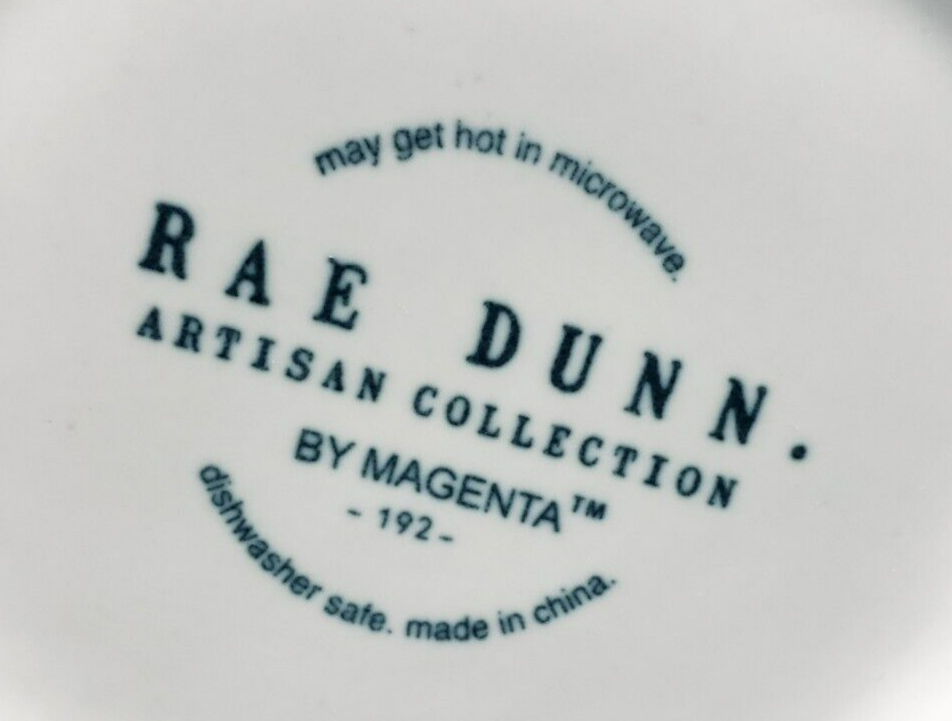 may get hot in microwave.
RAE DUNN.
ARTISAN COLLECTION
BY MAGENTA™
- 192 -
dishwasher safe. made in china.